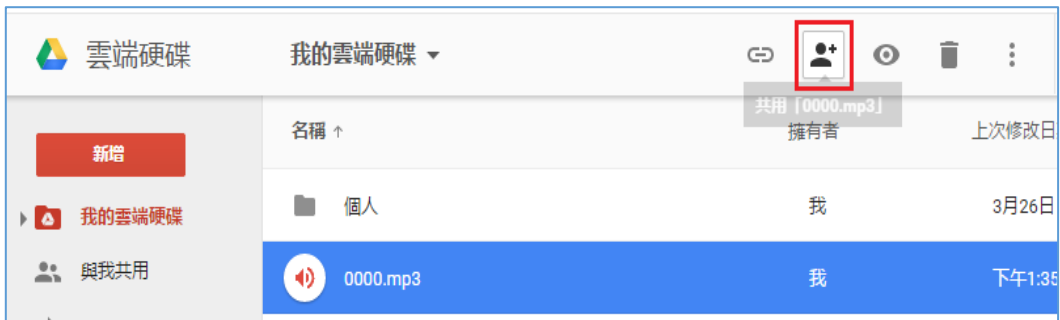 雲端硬碟
我的雲端硬碟
共用「0000.mp3」
新增
名稱 ↑
擁有者
上次修改日
我的雲端硬碟
個人
我
3月26日
與我共用
0000.mp3
我
下午1:35